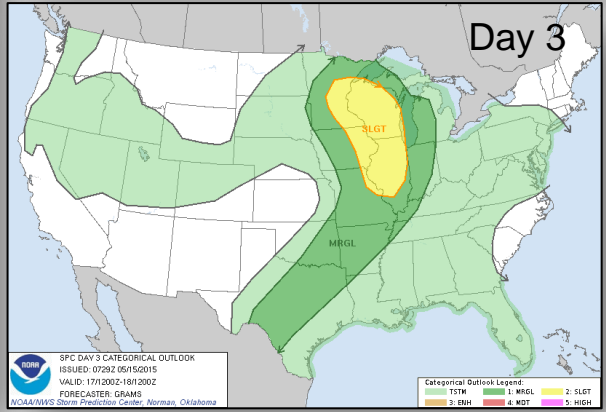 Day 3
SLGT
MRGL
NOAA
SPC DAY 3 CATEGORICAL OUTLOOK
ISSUED: 0729Z 05/15/2015
VALID: 17/1200Z-18/1200Z
FORECASTER: GRAMS
NOAA/NWS Storm Prediction Center, Norman, Oklahoma
Categorical Outlook Legend:
TSTM 1: MRGL 2: SLGT
3: ENH 4: MDT 5: HIGH